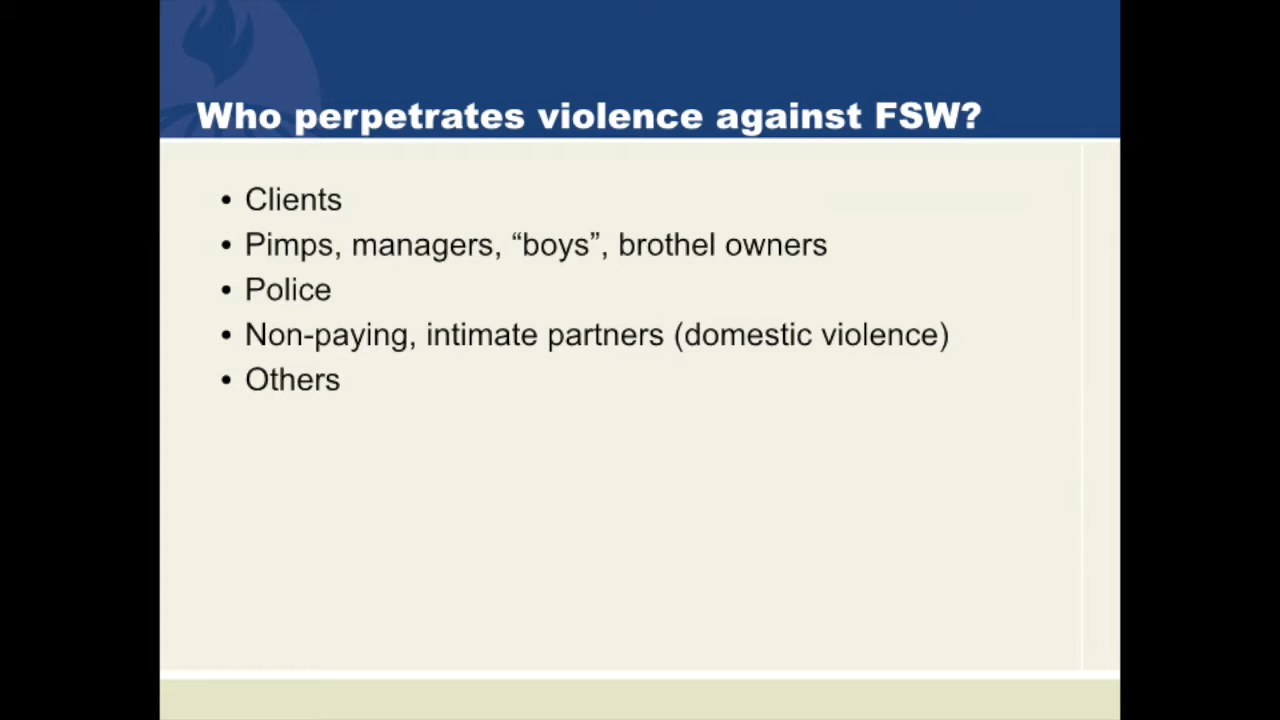 Who perpetrates violence against FSW?
• Clients
• Pimps, managers, “boys”, brothel owners
• Police
• Non-paying, intimate partners (domestic violence)
• Others